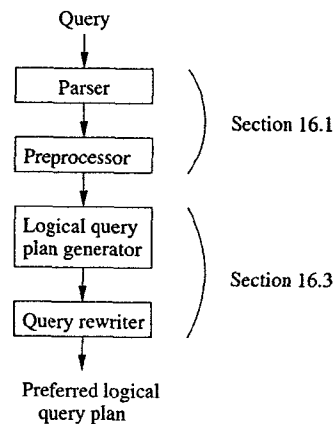 Query
Parser
Section 16.1
Preprocessor
Logical query
plan generator
Section 16.3
Query rewriter
Preferred logical
query plan